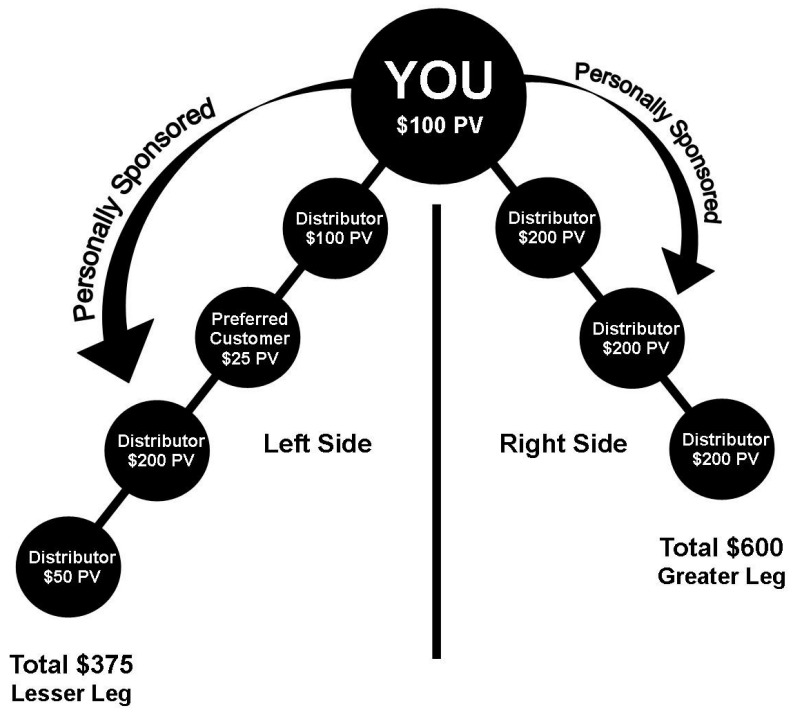 YOU
$100 PV
Personally Sponsored
Personally Sponsored
Distributor
$100 PV
Distributor
$200 PV
Preferred
Customer
$25 PV
Distributor
$200 PV
Distributor
$200 PV
Left Side
Right Side
Distributor
$200 PV
Distributor
$50 PV
Total $600
Greater Leg
Total $375
Lesser Leg